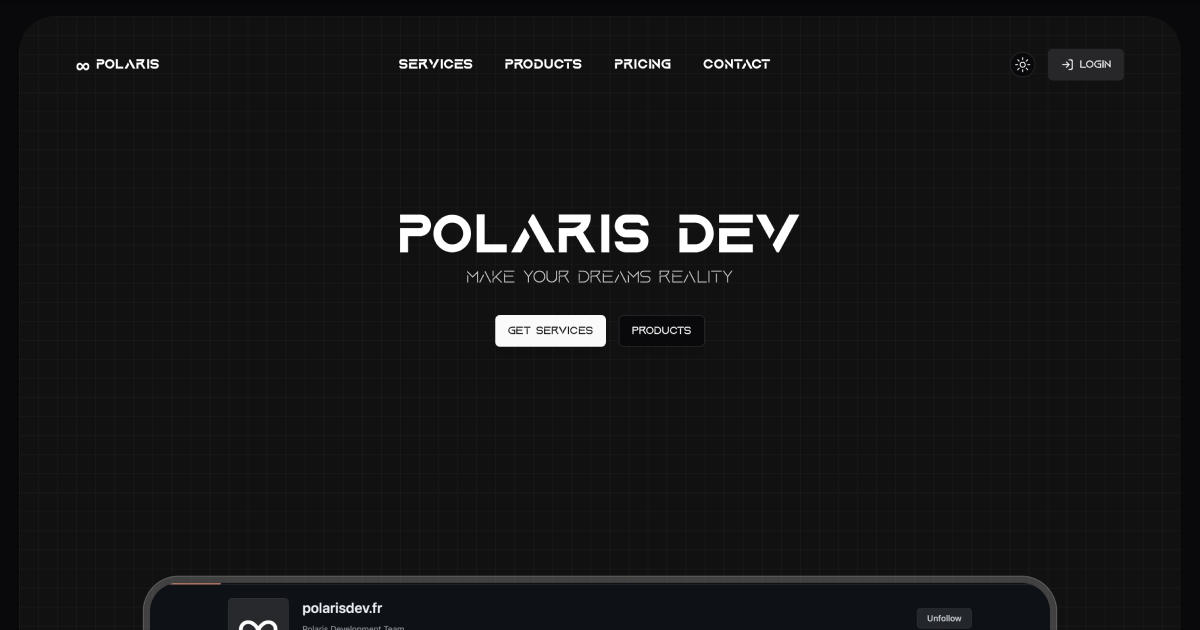 ∞ POLARIS
SERVICES PRODUCTS PRICING CONTACT
LOGIN
POLARIS DEV
MAKE YOUR DREAMS REALITY
GET SERVICES PRODUCTS
polarisdev.fr
Polaris Development Team
Unfollow